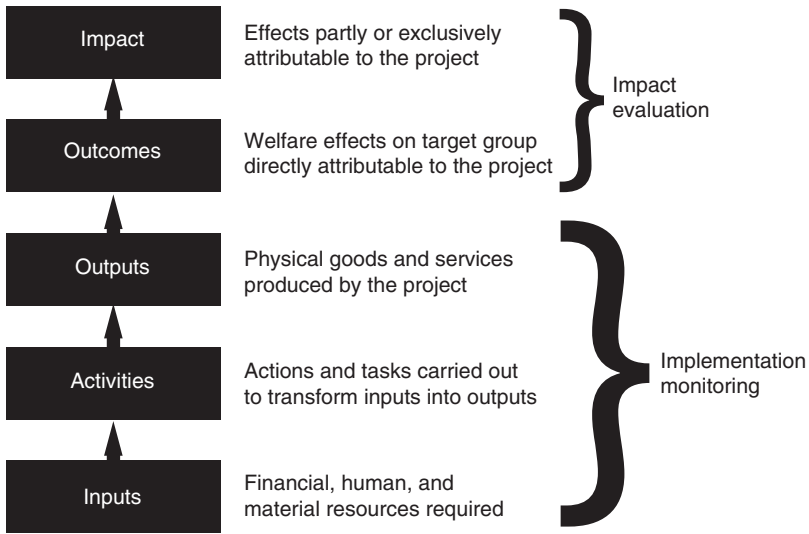 Impact
Effects partly or exclusively
attributable to the project
Impact
evaluation
Outcomes
Welfare effects on target group
directly attributable to the project
Outputs
Physical goods and services
produced by the project
Activities
Actions and tasks carried out
to transform inputs into outputs
Implementation
monitoring
Inputs
Financial, human, and
material resources required